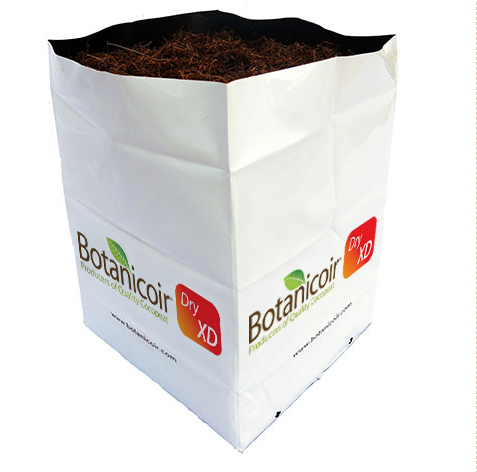 Botanicoir®
Producers of Quality Cocopeat
Dry
XD
www.botanicoir.com
Botanicoir®
Producers of Quality Cocopeat
Dry
XD
www.botanicoir.com